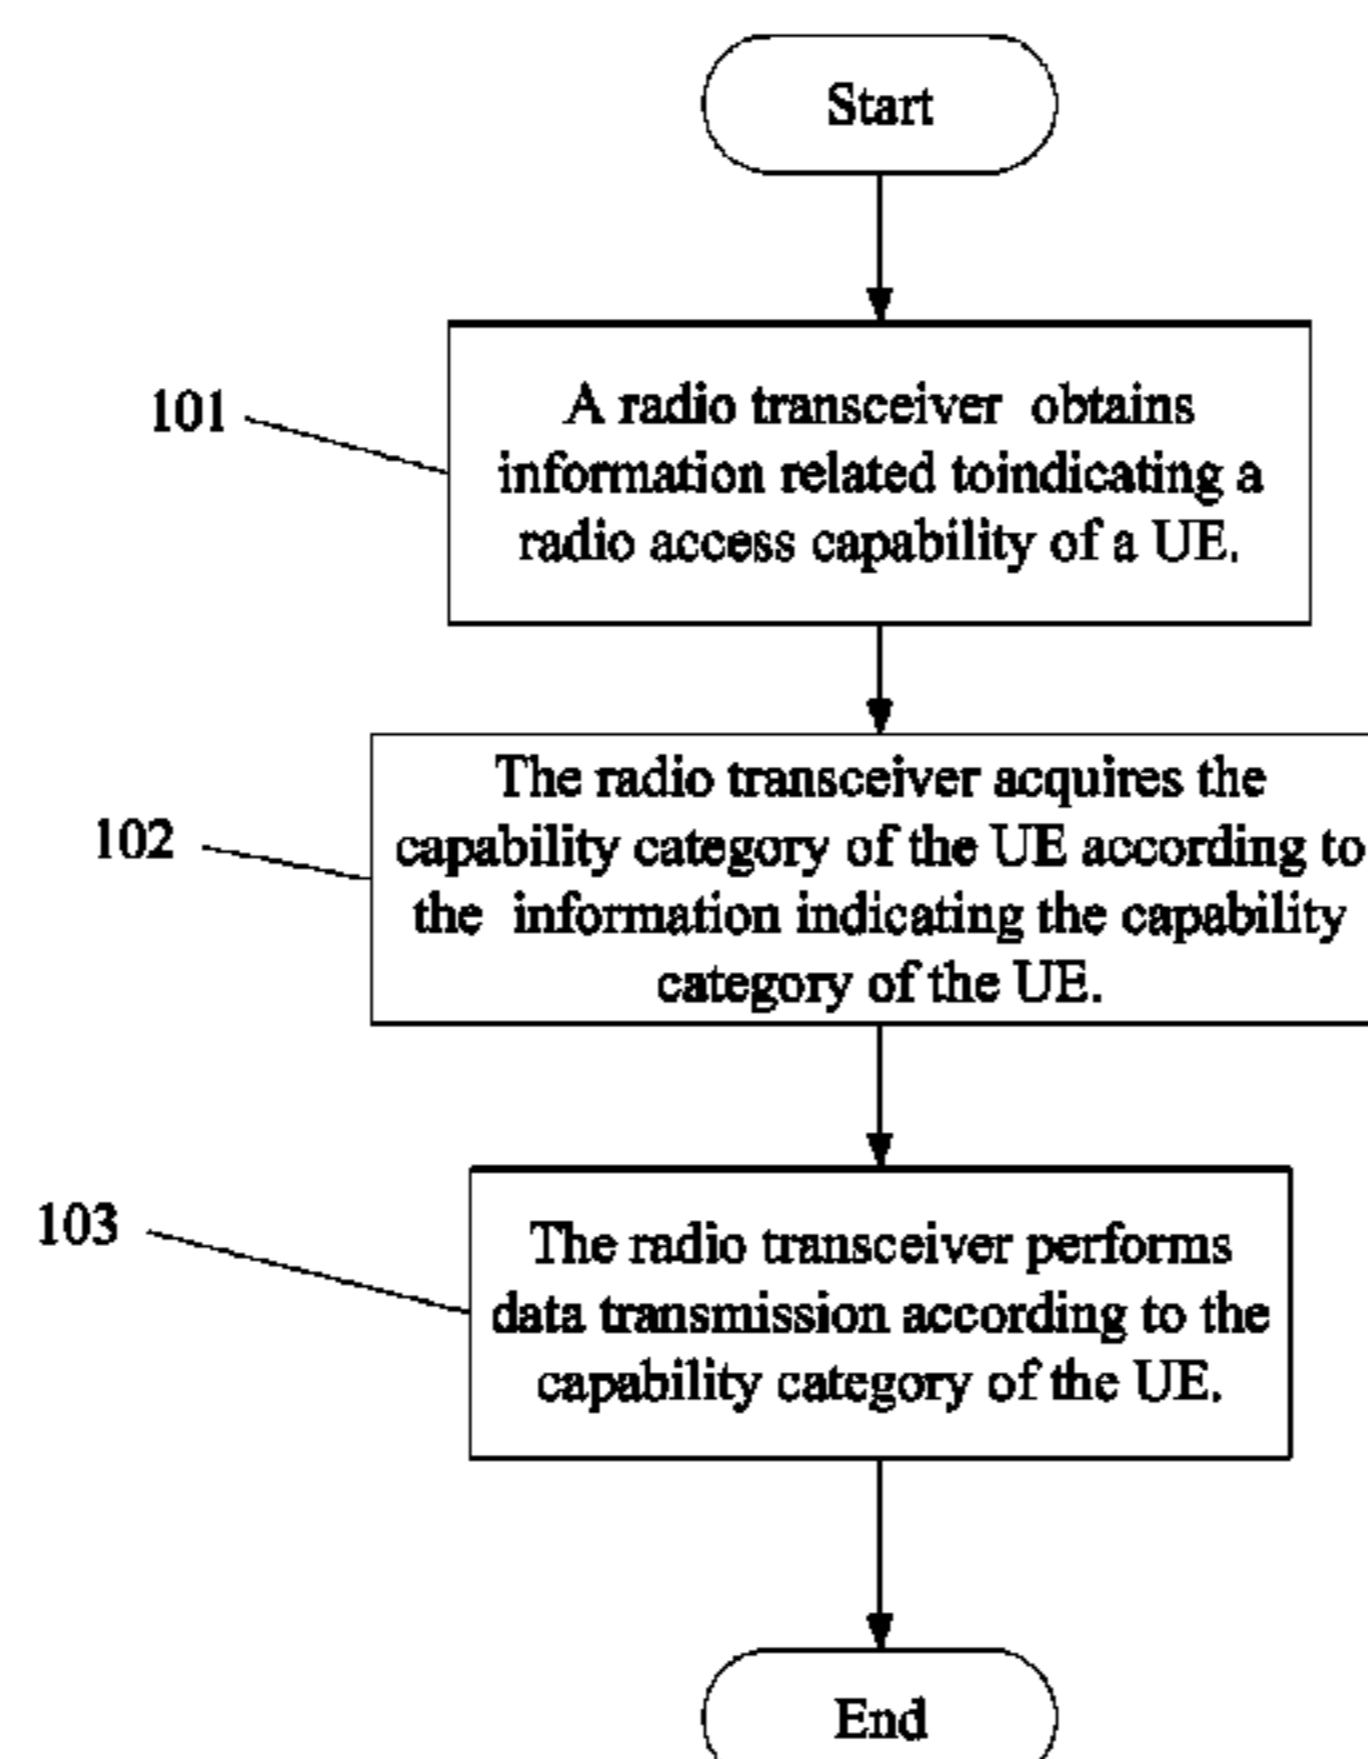 Start
101
A radio transceiver obtains
information related toindicating a
radio access capability of a UE.
102
The radio transceiver acquires the
capability category of the UE according to
the information indicating the capability
category of the UE.
103
The radio transceiver performs
data transmission according to the
capability category of the UE.
End